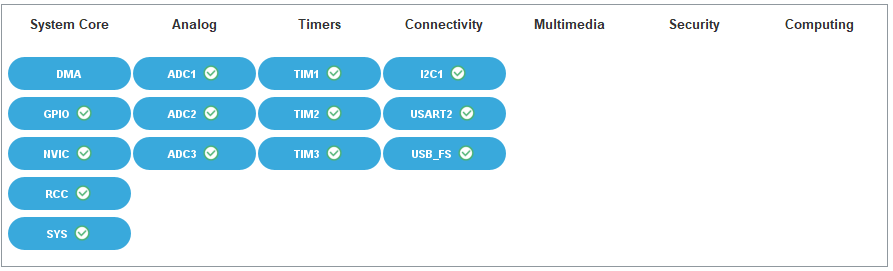 System Core Analog Timers Connectivity Multimedia Security Computing
DMA ADC1 TIM1 I2C1
GPIO ADC2 TIM2 USART2
NVIC ADC3 TIM3 USB_FS
RCC
SYS